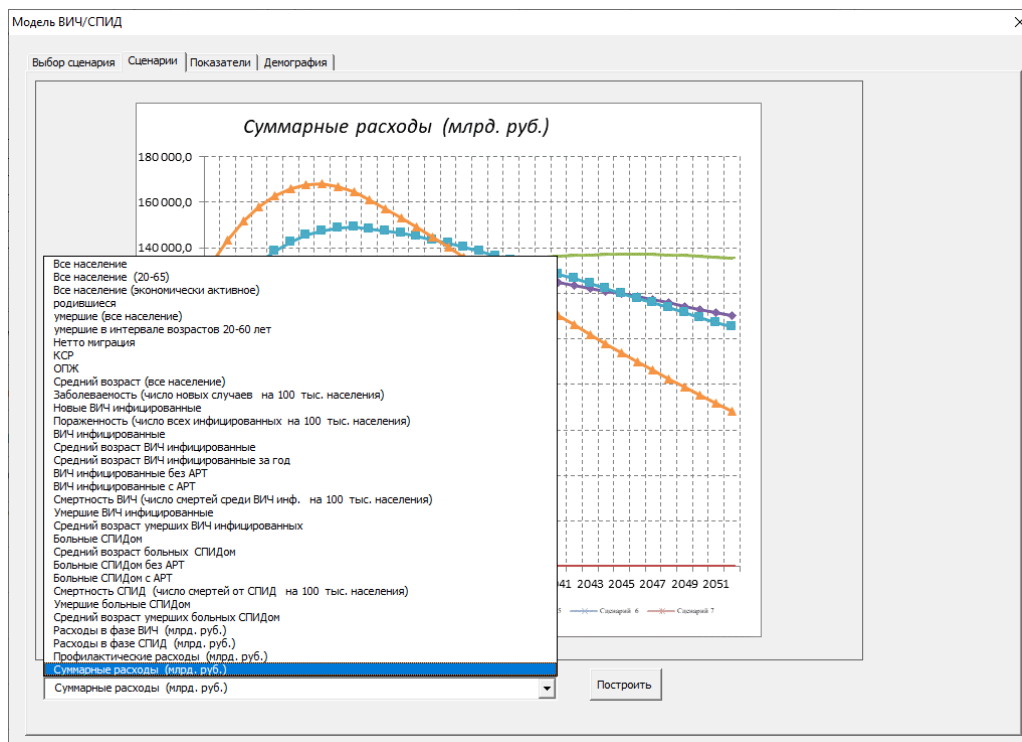 Модель ВИЧ/СПИД
Выбор сценария Сценарии Показатели Демография
Суммарные расходы (млрд. руб.)
180 000,0
160 000,0
140 000,0
Все население
Все население (20-65)
Все население (экономически активное)
родившиеся
умершие (все население)
умершие в интервале возрастов 20-60 лет
Нетто миграция
КСР
ОПЖ
Средний возраст (все население)
Заболеваемость (число новых случаев на 100 тыс. населения)
Новые ВИЧ инфицированные
Пораженность (число всех инфицированных на 100 тыс. населения)
ВИЧ инфицированные
Средний возраст ВИЧ инфицированные
Средний возраст ВИЧ инфицированные за год
ВИЧ инфицированные без АРТ
ВИЧ инфицированные с АРТ
Смертность ВИЧ (число смертей среди ВИЧ инф. на 100 тыс. населения)
Умершие ВИЧ инфицированные
Средний возраст умерших ВИЧ инфицированных
Больные СПИДом
Средний возраст больных СПИДом
Больные СПИДом без АРТ
Больные СПИДом с АРТ
Смертность СПИД (число смертей от СПИД на 100 тыс. населения)
Умершие больные СПИДом
Средний возраст умерших больных СПИДом
Расходы в фазе ВИЧ (млрд. руб.)
Расходы в фазе СПИД (млрд. руб.)
Профилактические расходы (млрд. руб.)
Суммарные расходы (млрд. руб.)
41 2043 2045 2047 2049 2051
5 Сценарий 6 Сценарий 7
Суммарные расходы (млрд. руб.)
Построить